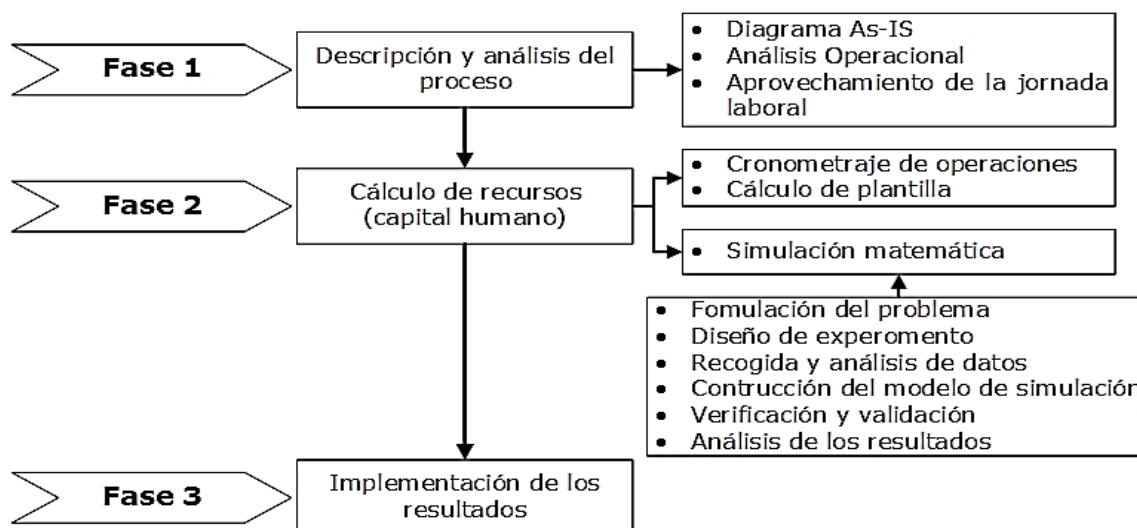 Fase 1
Descripción y análisis del
proceso
• Diagrama As-IS
• Análisis Operacional
• Aprovechamiento de la jornada
laboral
Fase 2
Cálculo de recursos
(capital humano)
• Cronometraje de operaciones
• Cálculo de plantilla
• Simulación matemática
• Fomulación del problema
• Diseño de experomento
• Recogida y análisis de datos
• Contrucción del modelo de simulación
• Verificación y validación
• Análisis de los resultados
Fase 3
Implementación de los
resultados